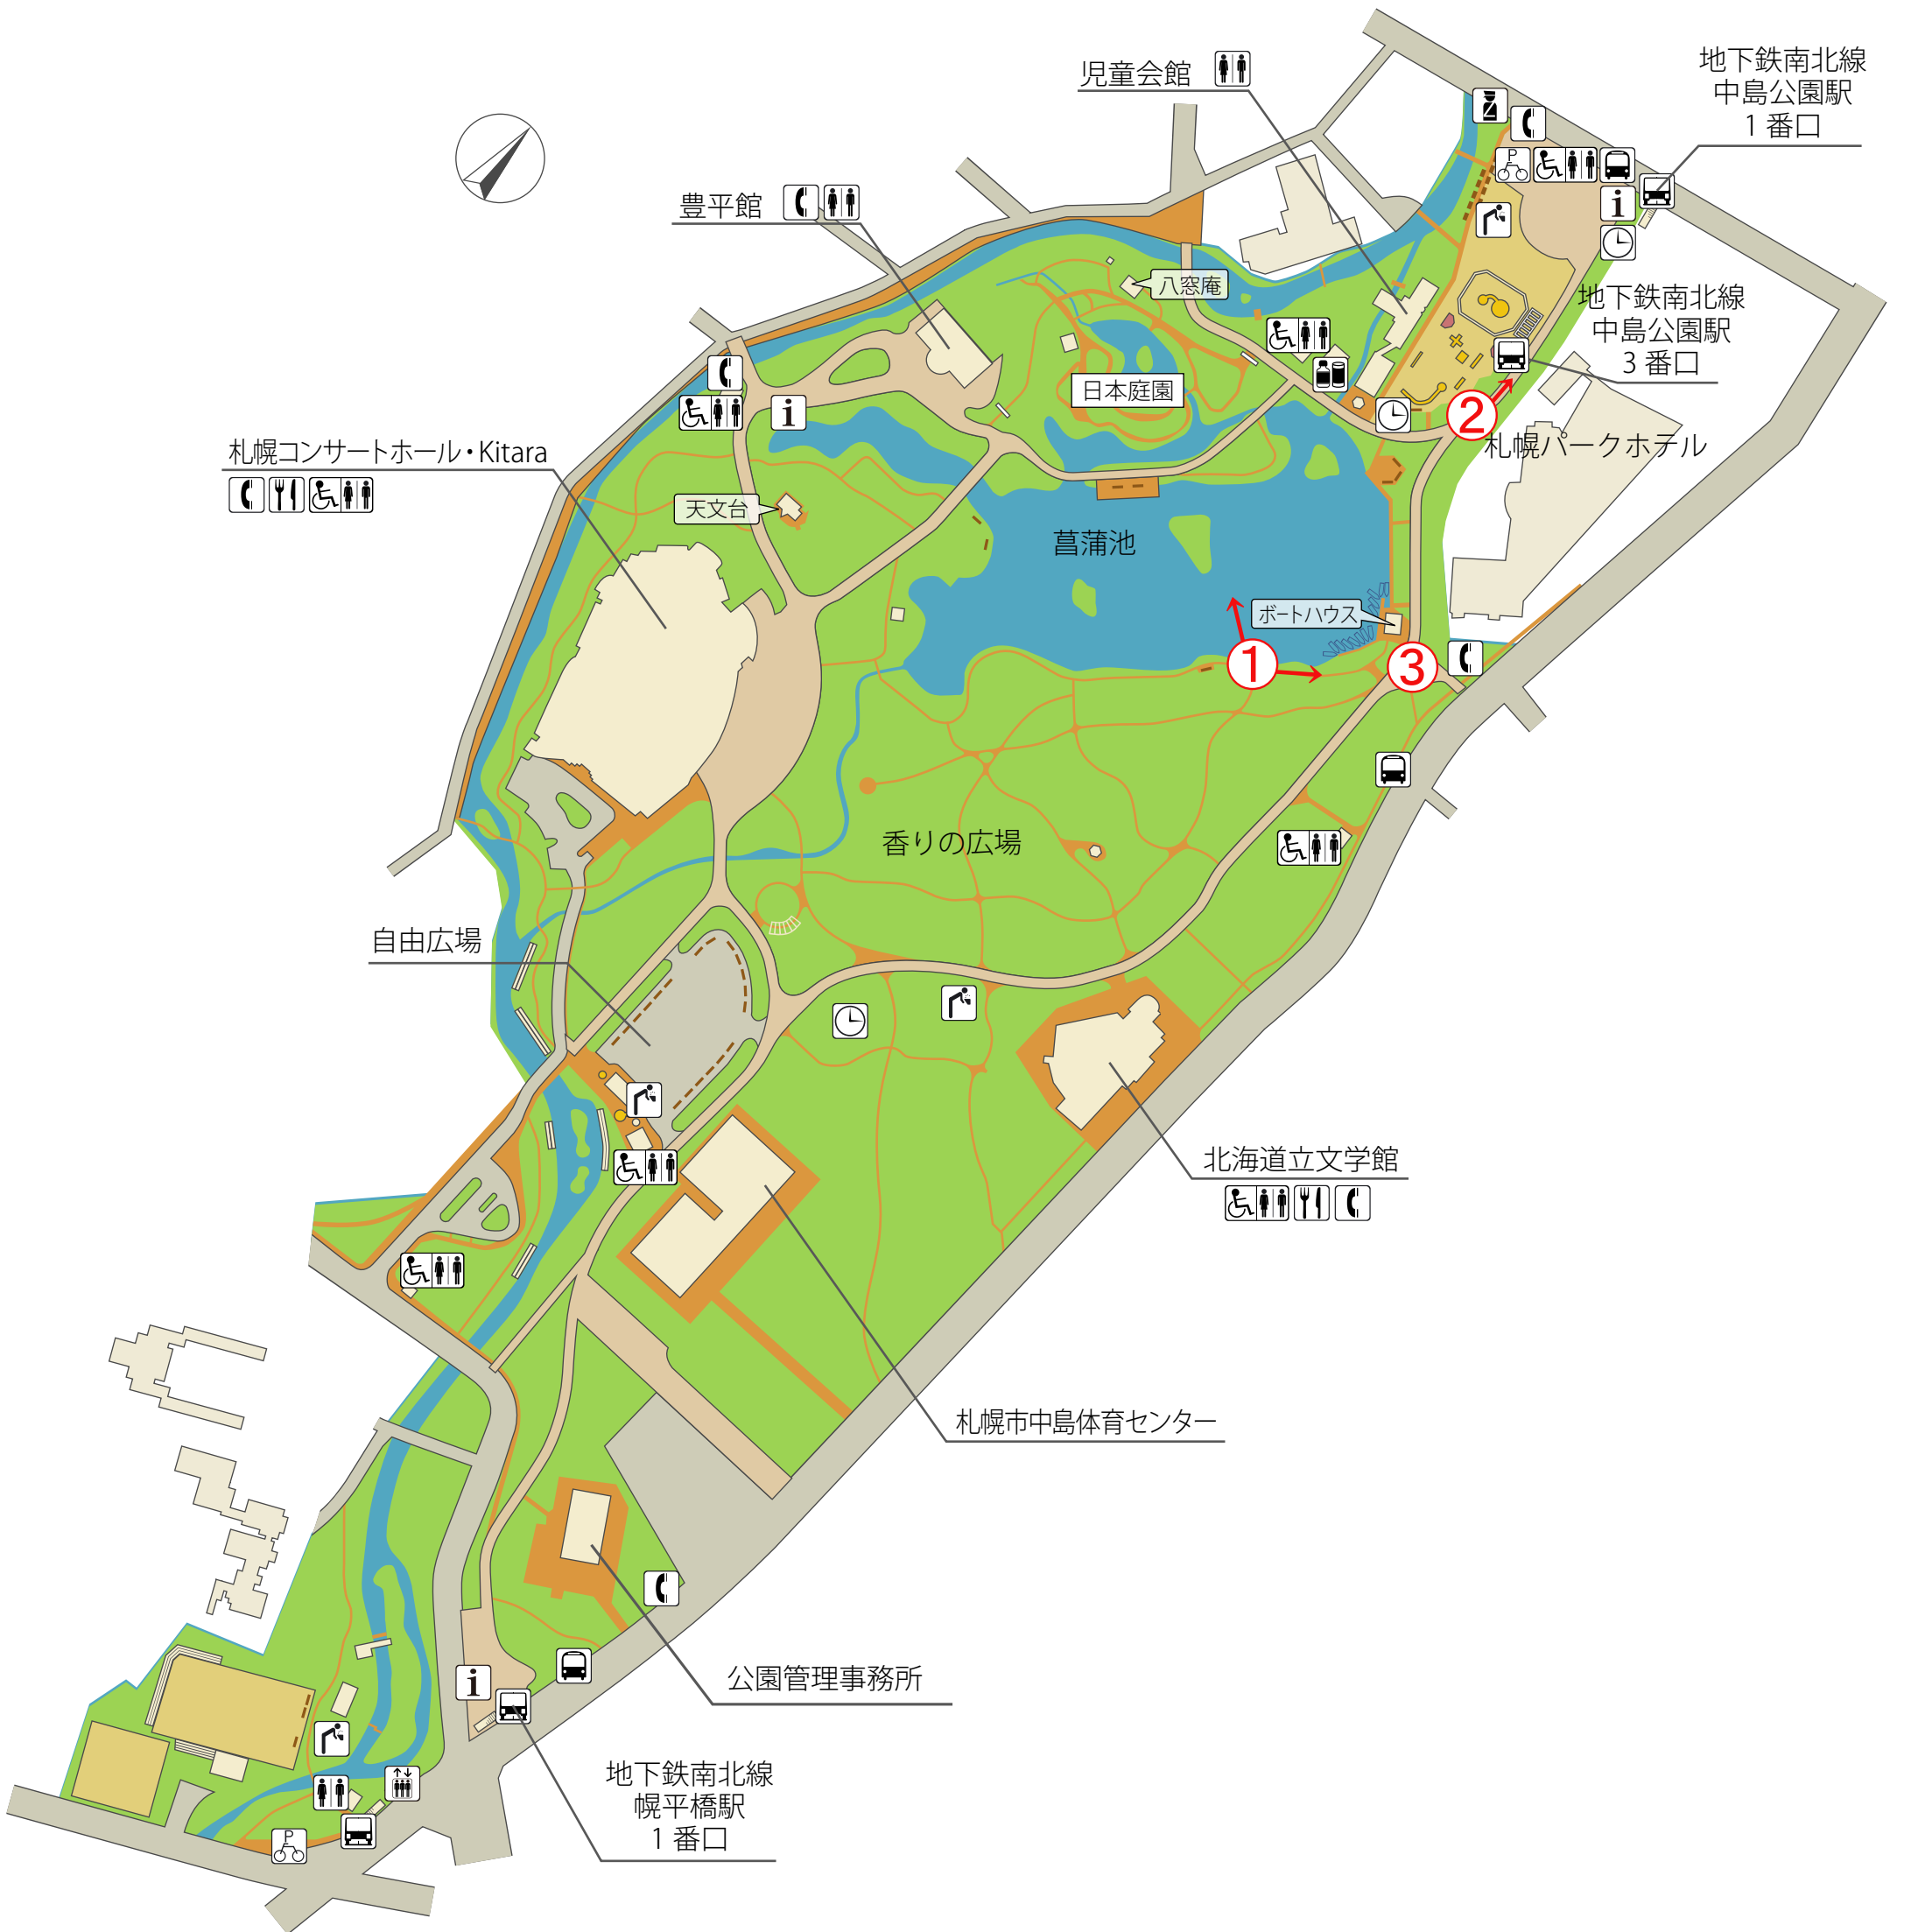 地下鉄南北線
中島公園駅
1 番口
児童会館
豊平館
八窓庵
地下鉄南北線
中島公園駅
3 番口
日本庭園
②
札幌パークホテル
札幌コンサートホール・Kitara
天文台
菖蒲池
ボートハウス
①
③
香りの広場
自由広場
北海道立文学館
札幌市中島体育センター
公園管理事務所
地下鉄南北線
幌平橋駅
1 番口
P
P
i
i
i